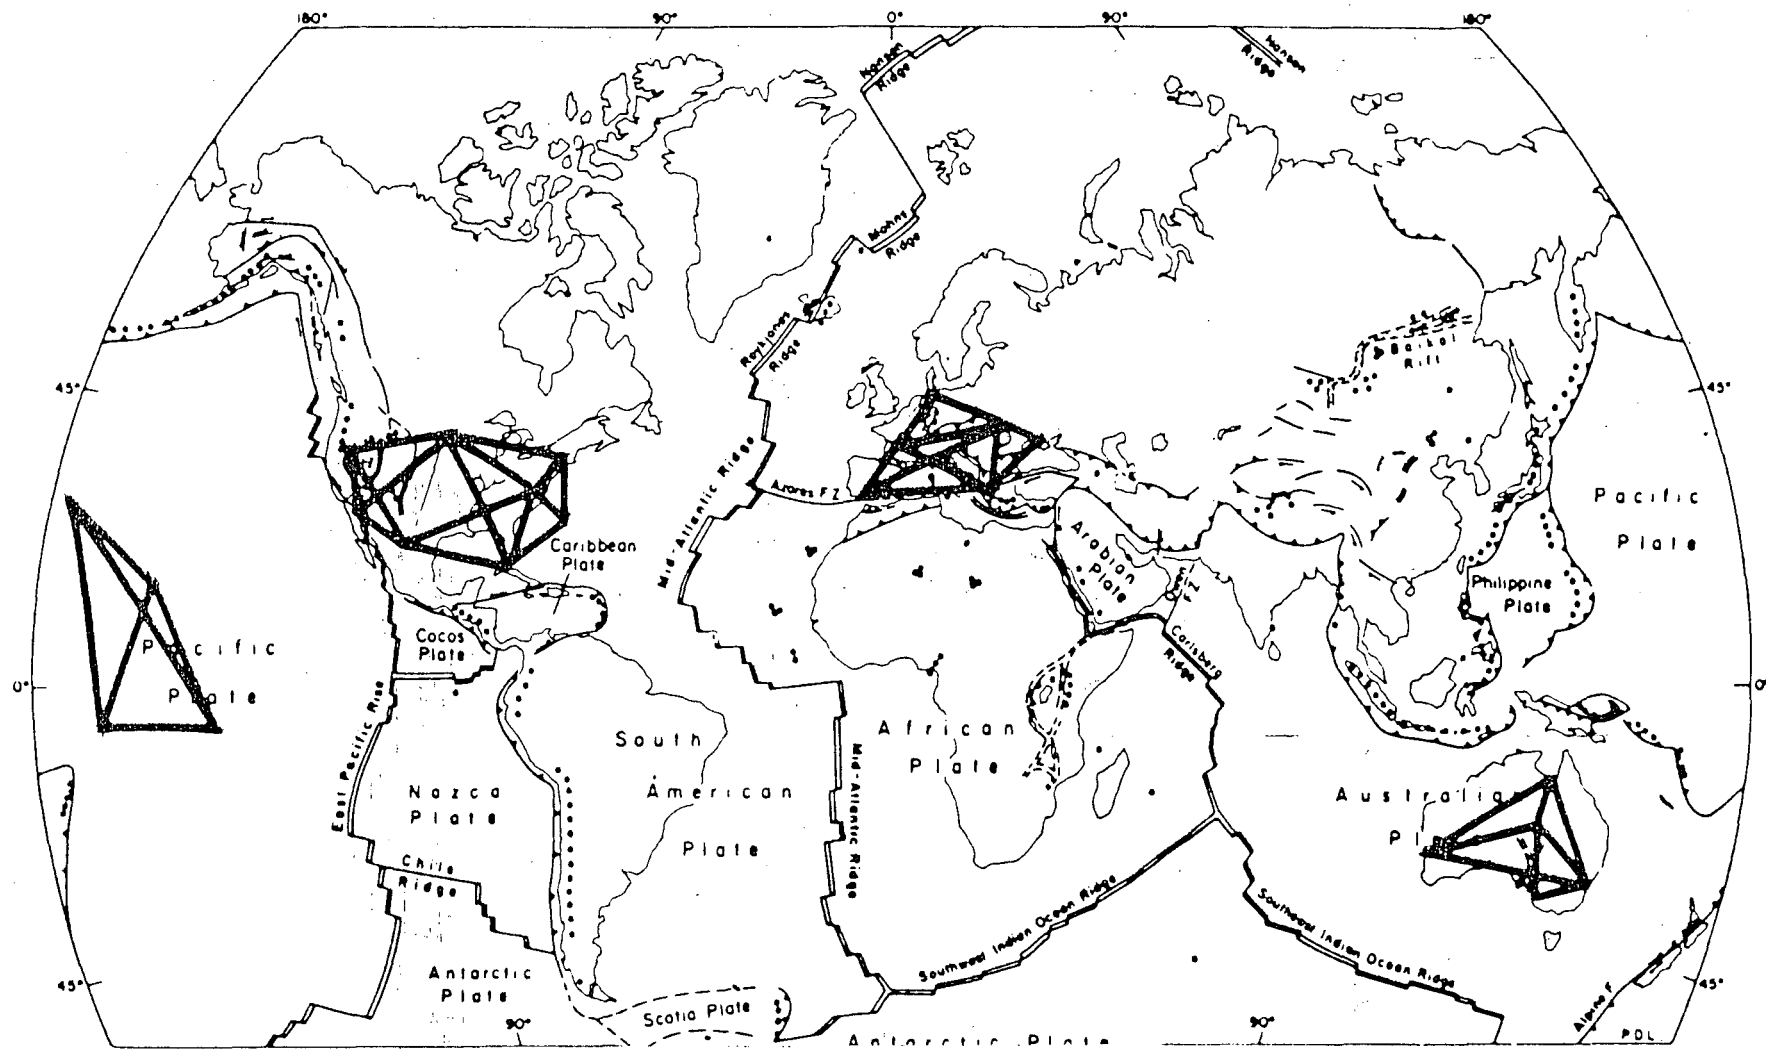 180°
90°
0°
90°
180°
Nansen
Ridge
Nansen
Ridge
Mohns
Ridge
Reykjanes
Ridge
Baikal
Rift
45°
45°
Mid-Atlantic Ridge
Azores F Z
Pacific
Plate
Caribbean
Plate
Arabian
Plate
Owen
F Z
Philippine
Plate
Pacific
Plate
Cocos
Plate
Carlsberg
Ridge
0°
0°
East Pacific Rise
South
American
Plate
African
Plate
Mid-Atlantic Ridge
Nazca
Plate
Australian
Pl
Chile
Ridge
Southwest Indian Ocean Ridge
Southeast Indian Ocean Ridge
Antarctic
Plate
45°
45°
Scotia Plate
Alpine F
90°
90°
Antarctic Plate
PDL